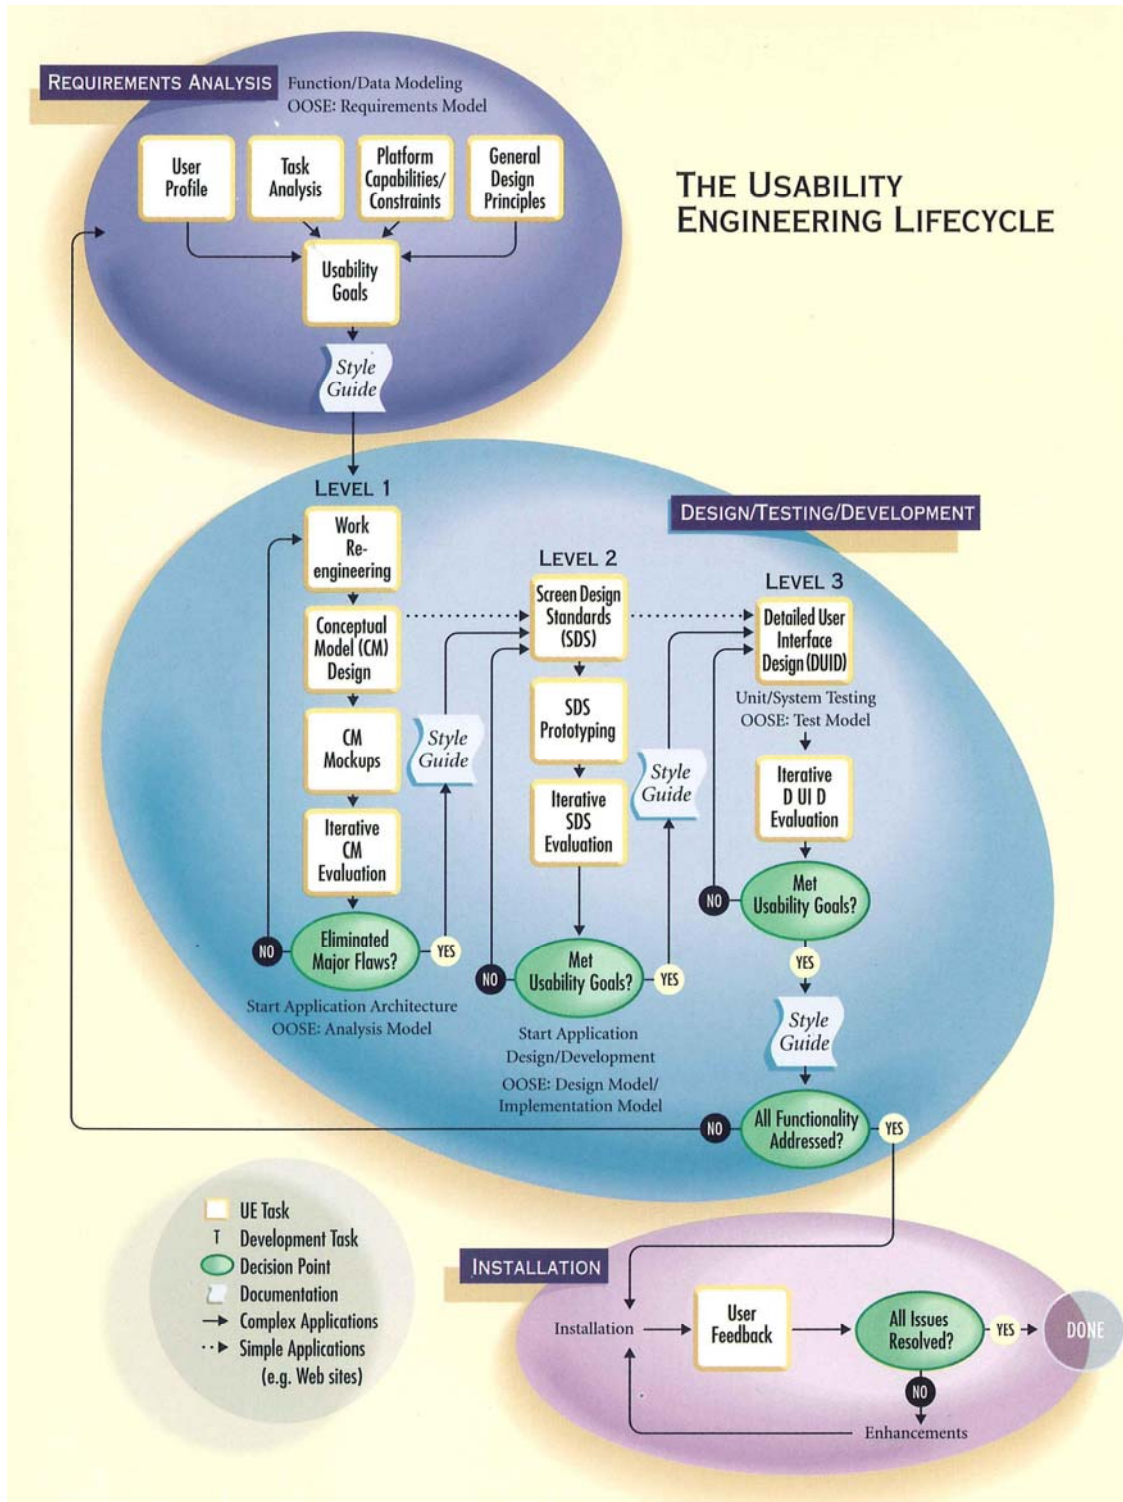 REQUIREMENTS ANALYSIS
Function/Data Modeling
OOSE: Requirements Model
THE USABILITY
ENGINEERING LIFECYCLE
User
Profile
Task
Analysis
Platform
Capabilities/
Constraints
General
Design
Principles
Usability
Goals
Style
Guide
DESIGN/TESTING/DEVELOPMENT
LEVEL 1
Work
Re-
engineering
Conceptual
Model (CM)
Design
CM
Mockups
Iterative
CM
Evaluation
Eliminated
Major Flaws?
NO
YES
Start Application Architecture
OOSE: Analysis Model
Style
Guide
LEVEL 2
Screen Design
Standards
(SDS)
SDS
Prototyping
Iterative
SDS
Evaluation
Met
Usability Goals?
NO
YES
Start Application
Design/Development
OOSE: Design Model/
Implementation Model
Style
Guide
LEVEL 3
Detailed User
Interface
Design (DUID)
Unit/System Testing
OOSE: Test Model
Iterative
D UI D
Evaluation
Met
Usability Goals?
NO
YES
Style
Guide
All Functionality
Addressed?
NO
YES
UE Task
T Development Task
Decision Point
Documentation
Complex Applications
Simple Applications
(e.g. Web sites)
INSTALLATION
Installation
User
Feedback
All Issues
Resolved?
YES
DONE
NO
Enhancements